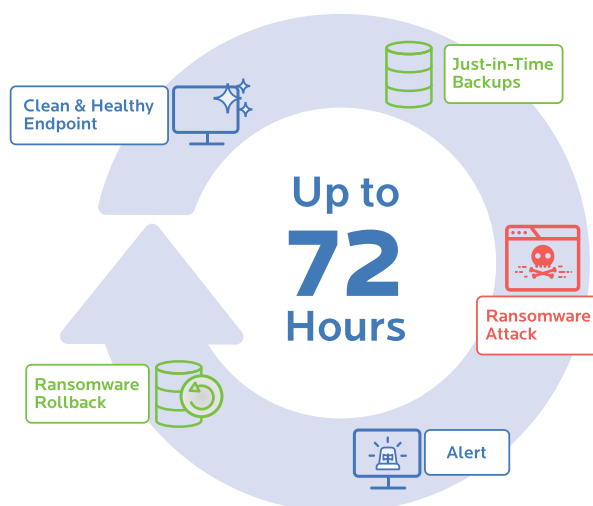 Just-in-Time
Backups
Clean & Healthy
Endpoint
Up to
72
Hours
Ransomware
Attack
Ransomware
Rollback
Alert